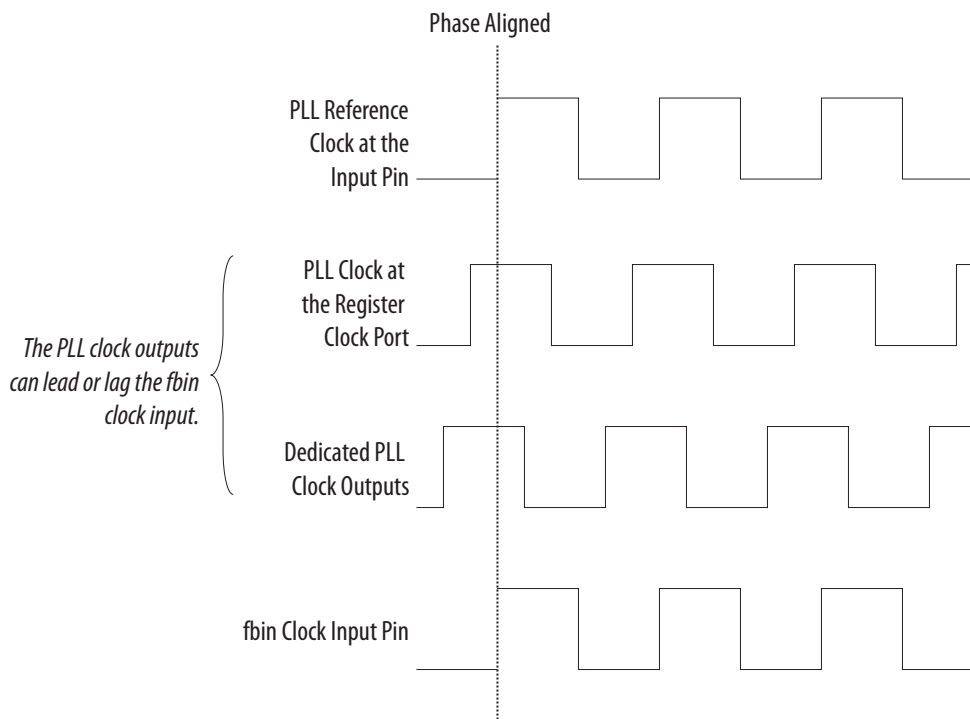 Phase Aligned
PLL Reference
Clock at the
Input Pin
PLL Clock at
the Register
Clock Port
The PLL clock outputs
can lead or lag the fbin
clock input.
Dedicated PLL
Clock Outputs
fbin Clock Input Pin